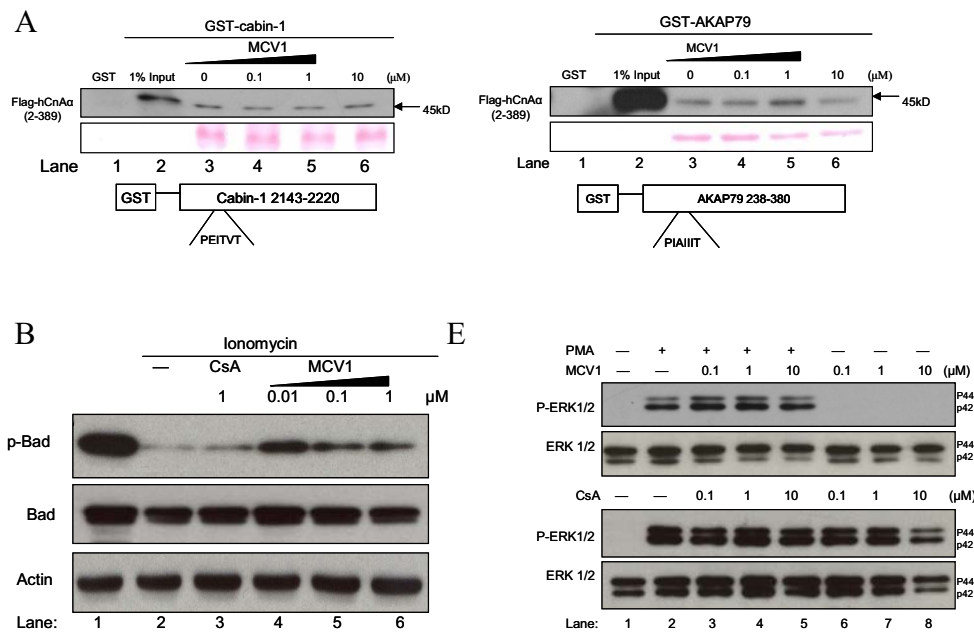 A
GST-cabin-1
MCV1
GST 1% Input 0 0.1 1 10 (μM)
Flag-hCnAα
(2-389)
45kD
Lane 1 2 3 4 5 6
GST Cabin-1 2143-2220
PEITVT
GST-AKAP79
MCV1
GST 1% Input 0 0.1 1 10 (μM)
Flag-hCnAα
(2-389)
45kD
Lane 1 2 3 4 5 6
GST AKAP79 238-380
PIAIIIT
B
Ionomycin
— CsA MCV1
1 0.01 0.1 1 μM
p-Bad
Bad
Actin
Lane: 1 2 3 4 5 6
E
PMA — + + + + — — —
MCV1 — — 0.1 1 10 0.1 1 10 (μM)
P-ERK1/2 P44
p42
ERK 1/2 P44
p42
CsA — — 0.1 1 10 0.1 1 10 (μM)
P-ERK1/2 P44
p42
ERK 1/2 P44
p42
Lane: 1 2 3 4 5 6 7 8